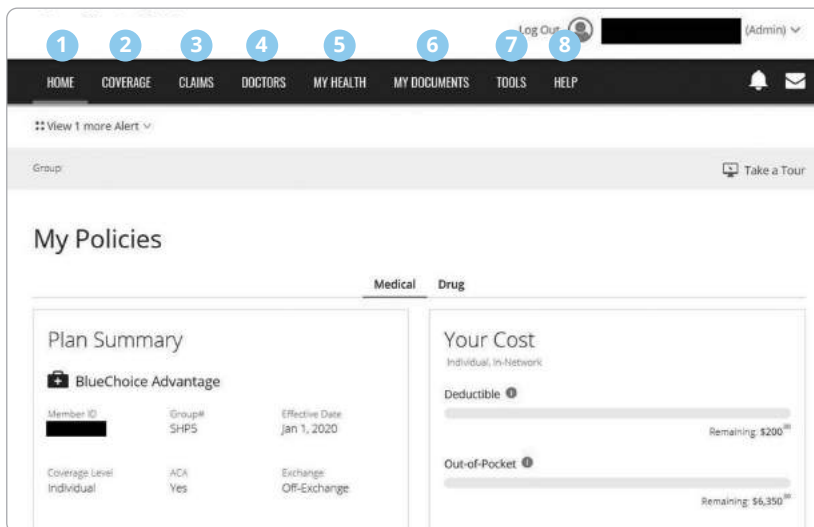 Log Out
(Admin)
1 2 3 4 5 6 7 8
HOME COVERAGE CLAIMS DOCTORS MY HEALTH MY DOCUMENTS TOOLS HELP
View 1 more Alert
Group:
Take a Tour
My Policies
Medical Drug
Plan Summary
BlueChoice Advantage
Member ID Group# Effective Date
SHPS Jan 1, 2020
Coverage Level ACA Exchange
Individual Yes Off-Exchange
Your Cost
Individual, In-Network
Deductible
Remaining: $200⁰⁰
Out-of-Pocket
Remaining: $6,350⁰⁰